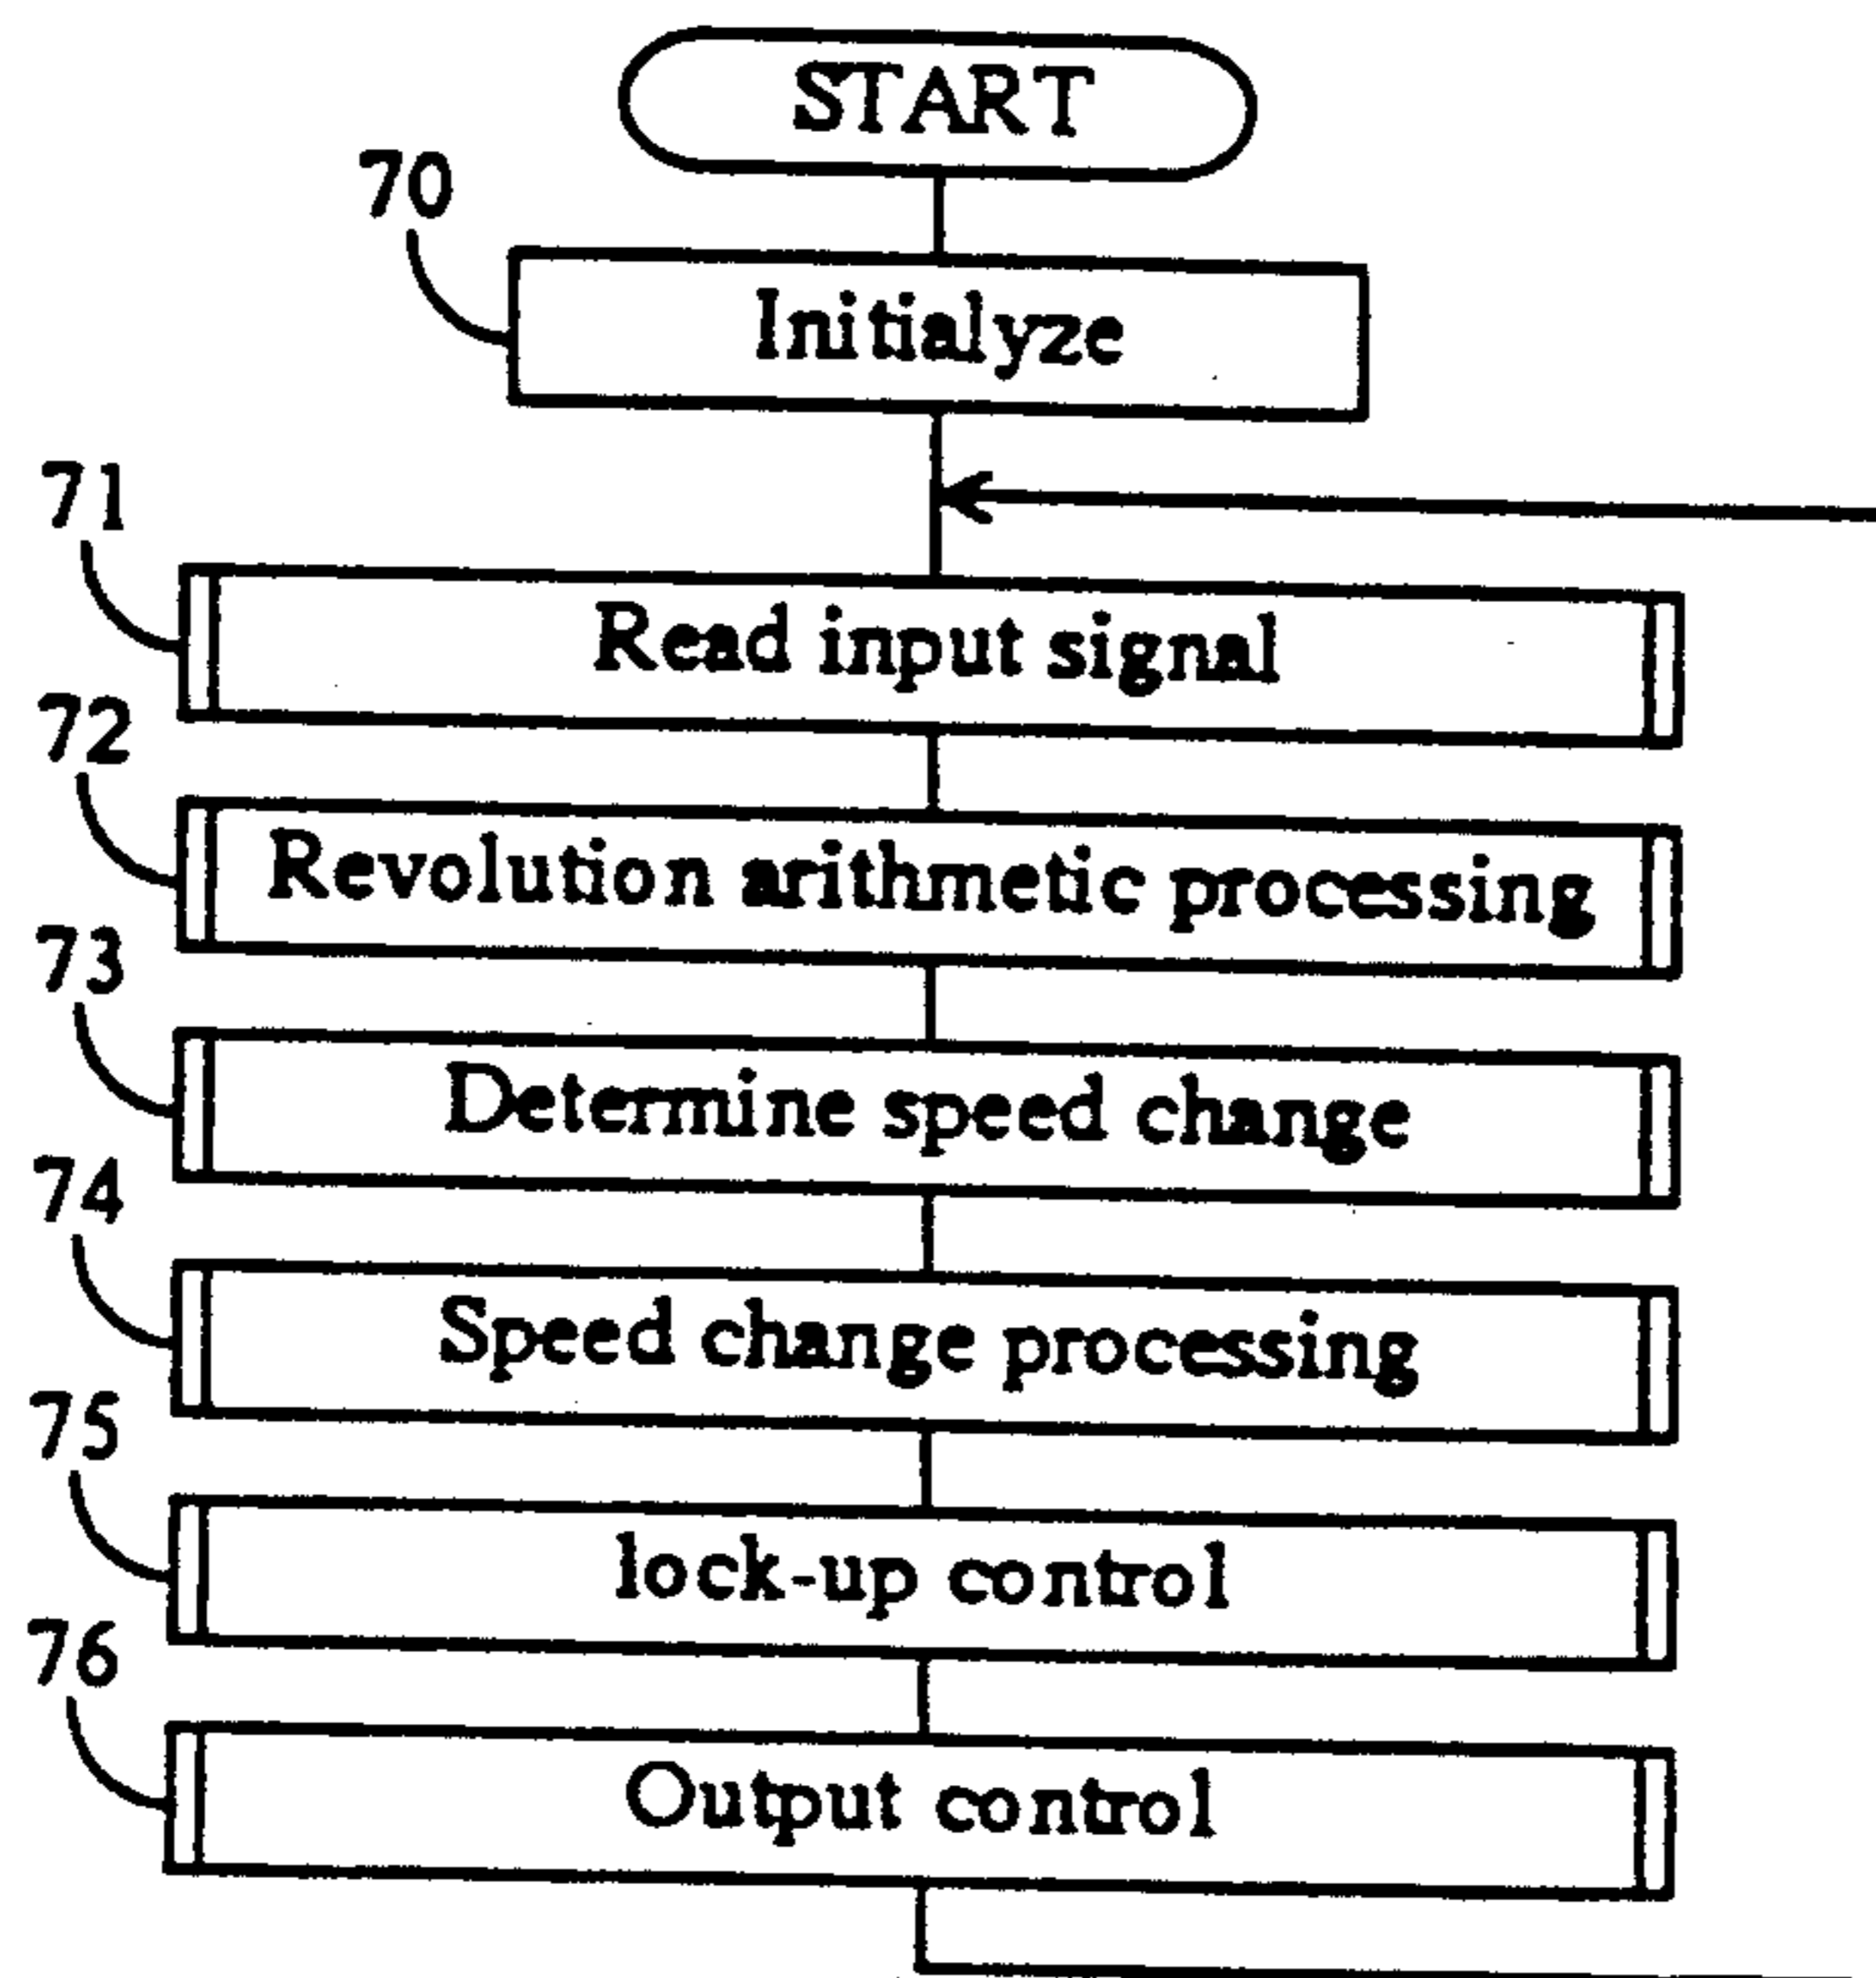 START
70
Initialyze
71
Read input signal
72
Revolution arithmetic processing
73
Determine speed change
74
Speed change processing
75
lock-up control
76
Output control